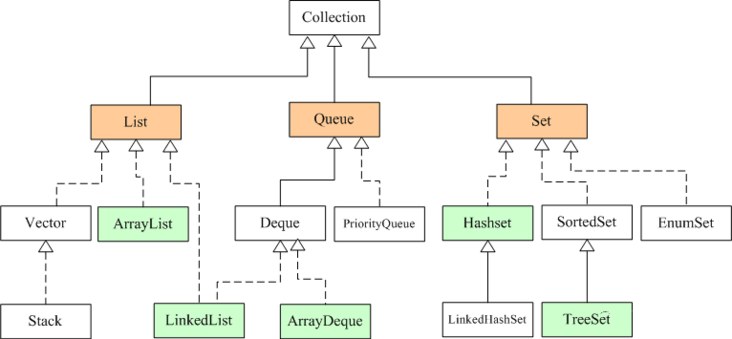 Collection
List
Queue
Set
Vector
ArrayList
Deque
PriorityQueue
Hashset
SortedSet
EnumSet
Stack
LinkedList
ArrayDeque
LinkedHashSet
TreeSet